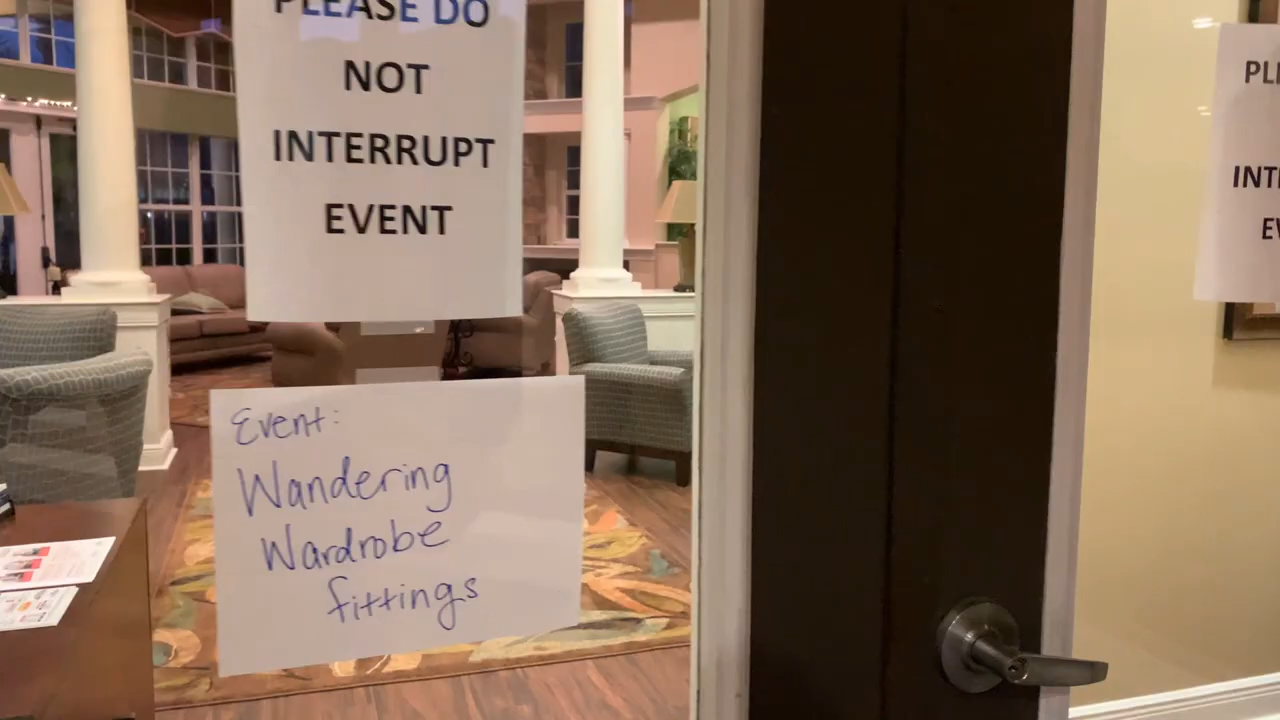 PLEASE DO
NOT
INTERRUPT
EVENT
Event:
Wandering
Wardrobe
fittings